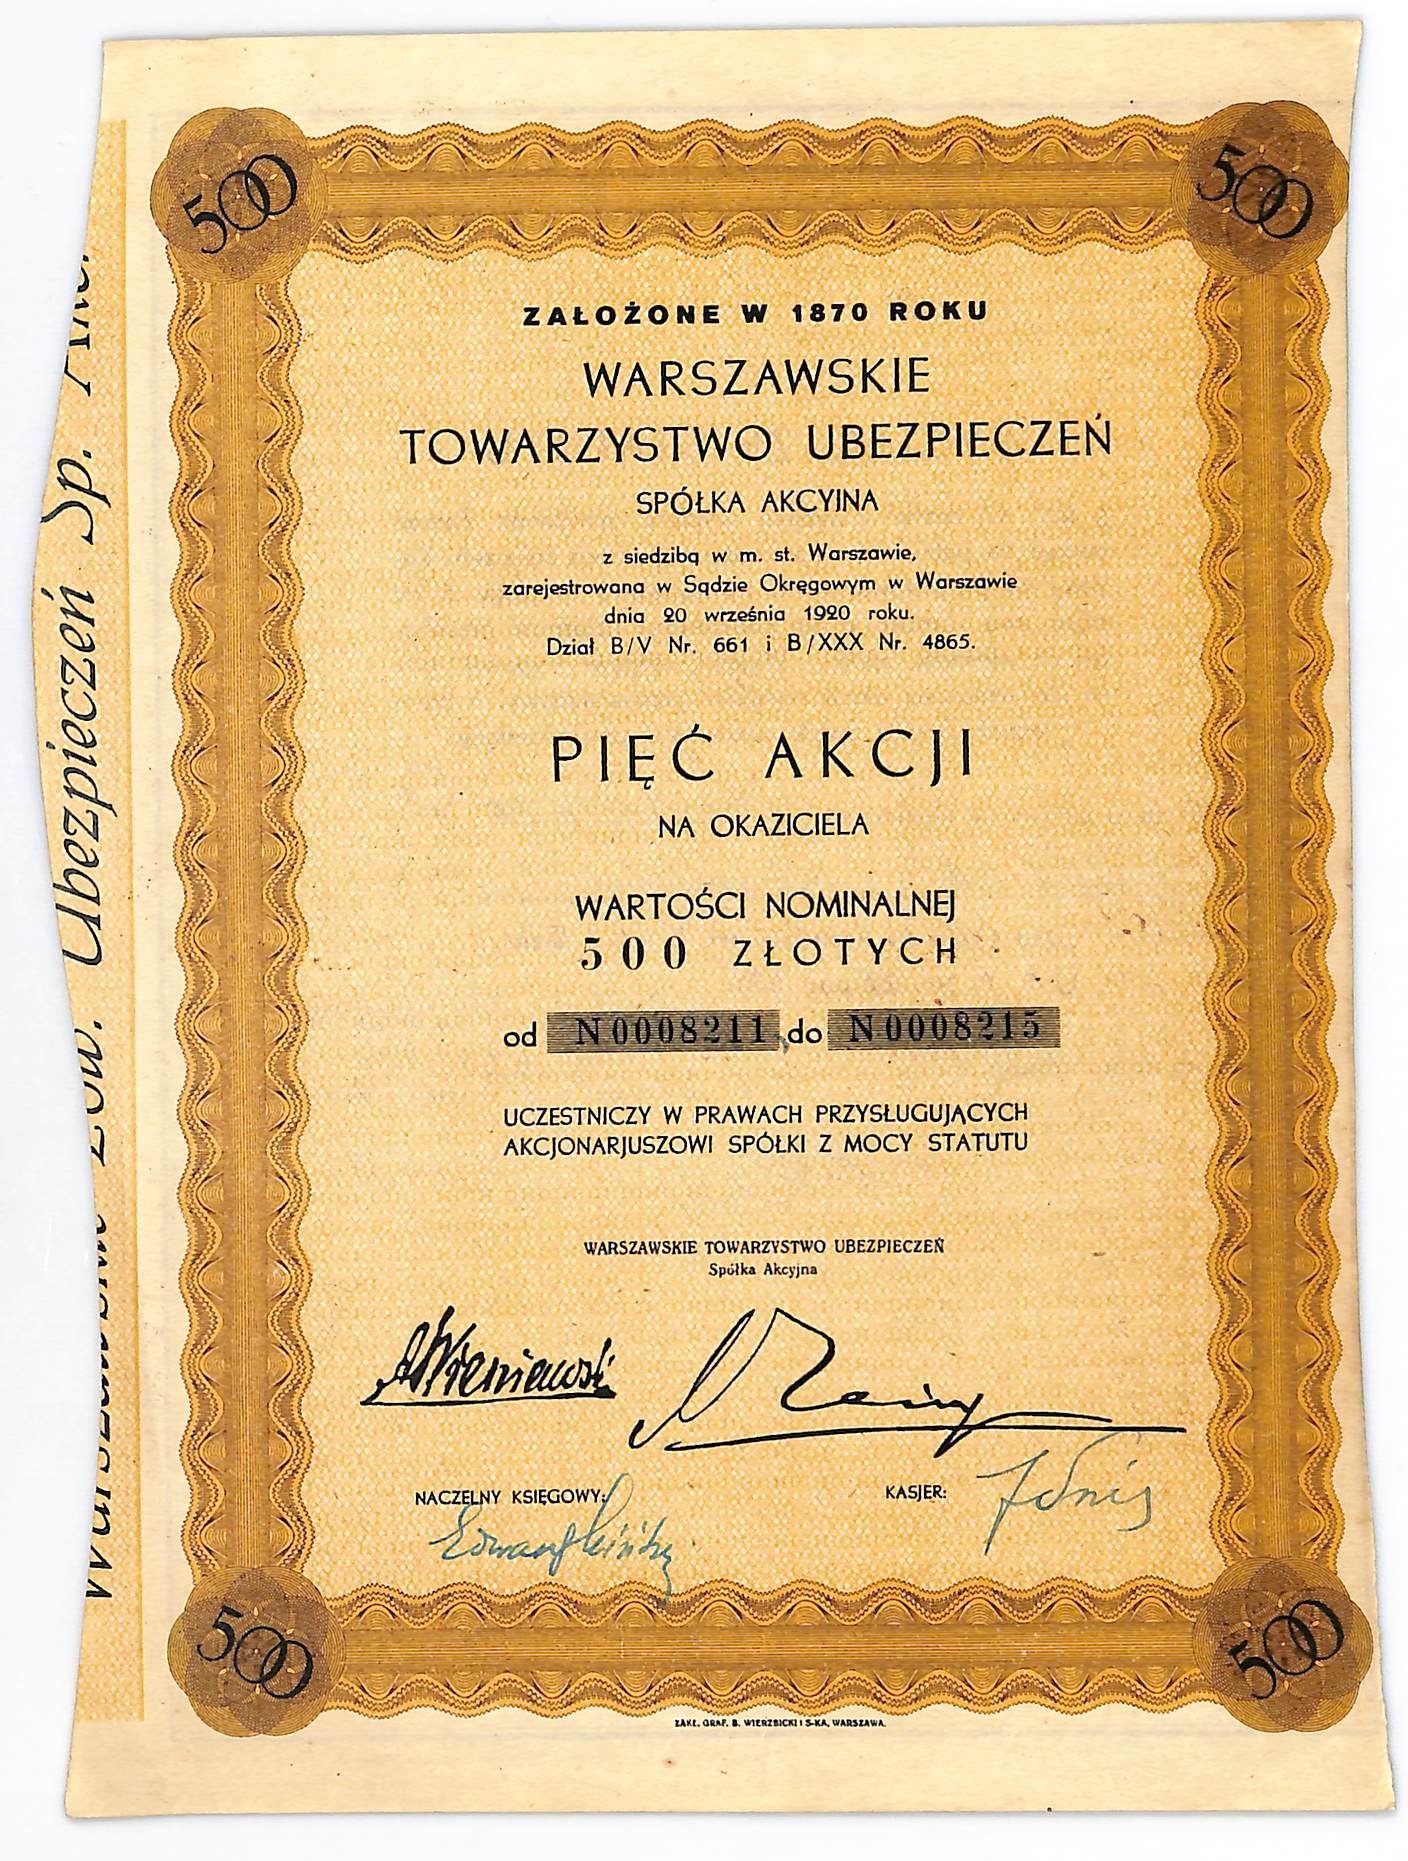 500
500
ZAŁOŻONE W 1870 ROKU
WARSZAWSKIE
TOWARZYSTWO UBEZPIECZEŃ
SPÓŁKA AKCYJNA
z siedzibą w m. st. Warszawie,
zarejestrowana w Sądzie Okręgowym w Warszawie
dnia 20 września 1920 roku.
Dział B/V Nr. 661 i B/XXX Nr. 4865.
PIĘĆ AKCJI
NA OKAZICIELA
WARTOŚCI NOMINALNEJ
500 ZŁOTYCH
od N0008211 do N0008215
UCZESTNICZY W PRAWACH PRZYSŁUGUJĄCYCH
AKCJONARJUSZOWI SPÓŁKI Z MOCY STATUTU
WARSZAWSKIE TOWARZYSTWO UBEZPIECZEŃ
Spółka Akcyjna
NACZELNY KSIĘGOWY:
KASJER:
500
500
ZAKŁ. GRAF. B. WIERZBICKI I S-KA, WARSZAWA.
Warszawskie Tow. Ubezpieczeń Sp. Akc.